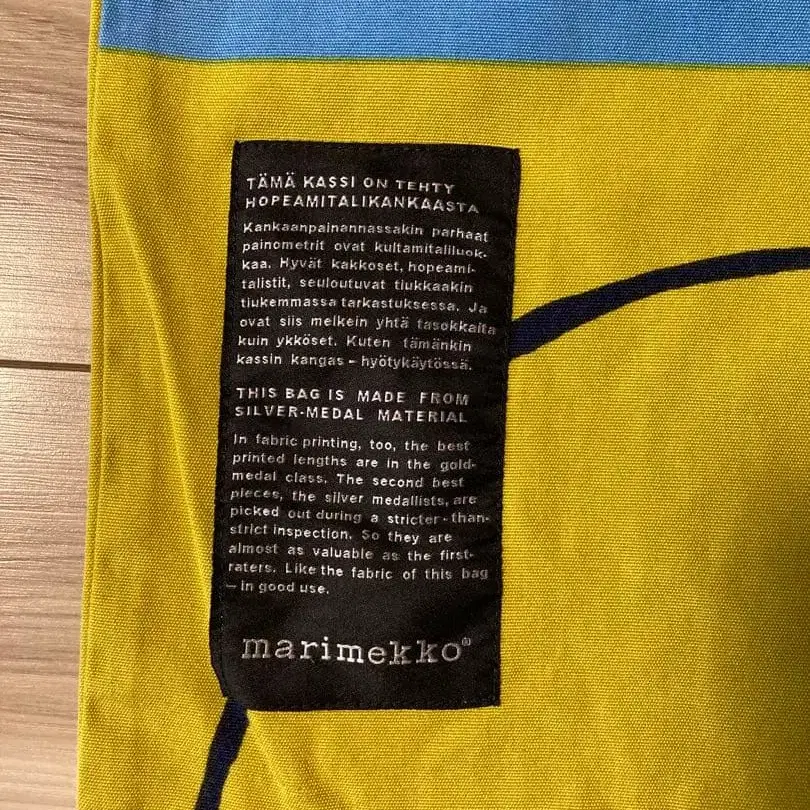 TÄMÄ KASSI ON TEHTY
HOPEAMITALIKANKAASTA
Kankaanpainannassakin parhaat
painometrit ovat kultamitaliluok-
kaa. Hyvät kakkoset, hopeami-
talistit, seuloutuvat tiukkaakin
tiukemmassa tarkastuksessa. Ja
ovat siis melkein yhtä tasokkaita
kuin ykköset. Kuten tämänkin
kassin kangas – hyötykäytössä.
THIS BAG IS MADE FROM
SILVER-MEDAL MATERIAL
In fabric printing, too, the best
printed lengths are in the gold-
medal class. The second best
pieces, the silver medallists, are
picked out during a stricter-than-
strict inspection. So they are
almost as valuable as the first-
raters. Like the fabric of this bag
– in good use.
marimekko®